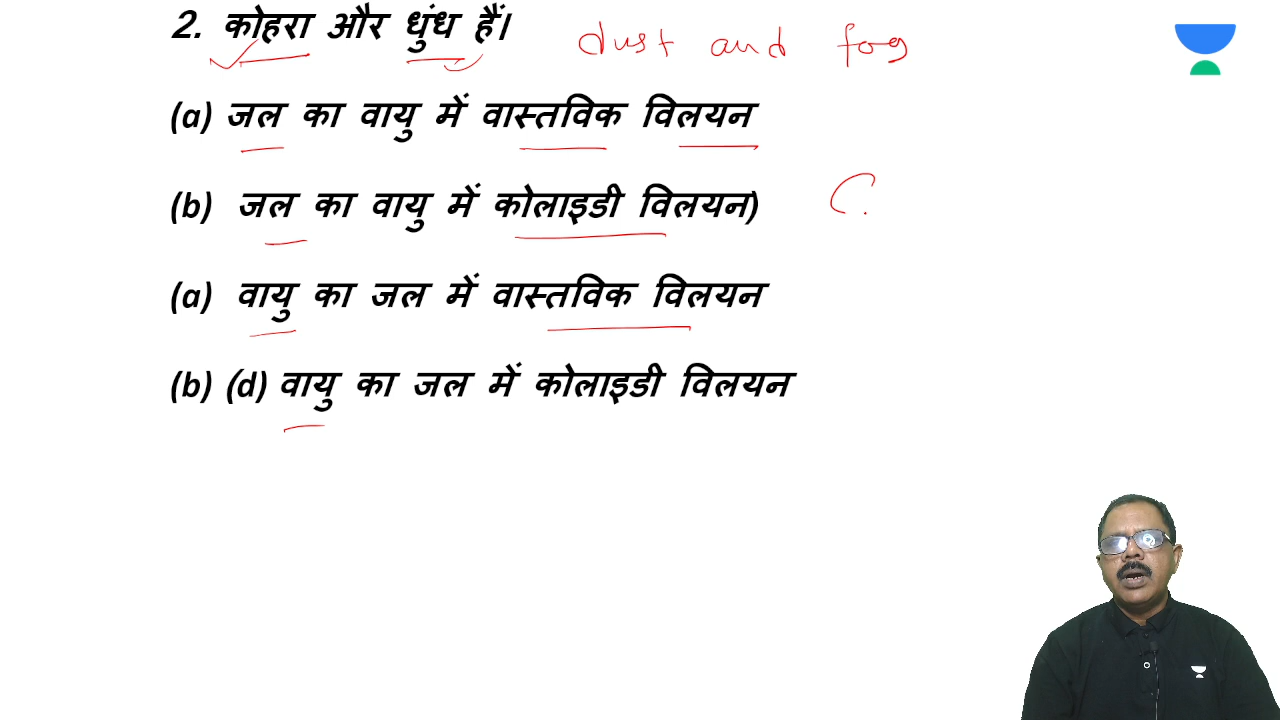 2. कोहरा और धुंध हैं। dust and fog
(a) जल का वायु में वास्तविक विलयन
(b) जल का वायु में कोलाइडी विलयन)
(a) वायु का जल में वास्तविक विलयन
(b) (d) वायु का जल में कोलाइडी विलयन